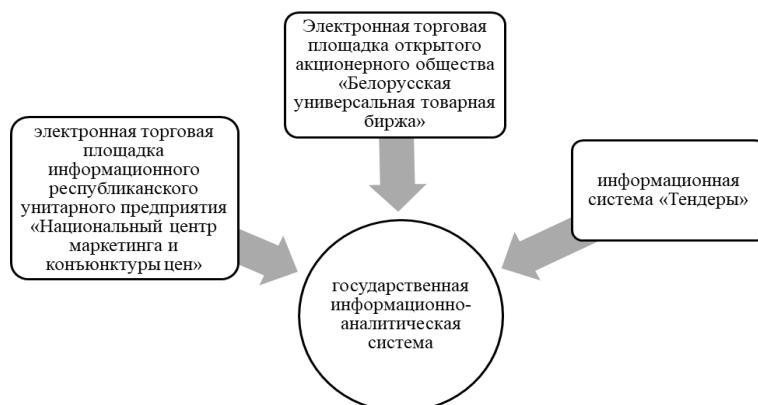 Электронная торговая
площадка открытого
акционерного общества
«Белорусская
универсальная товарная
биржа»
электронная торговая
площадка
информационного
республиканского
унитарного предприятия
«Национальный центр
маркетинга и
конъюнктуры цен»
информационная
система «Тендеры»
государственная
информационно-
аналитическая
система